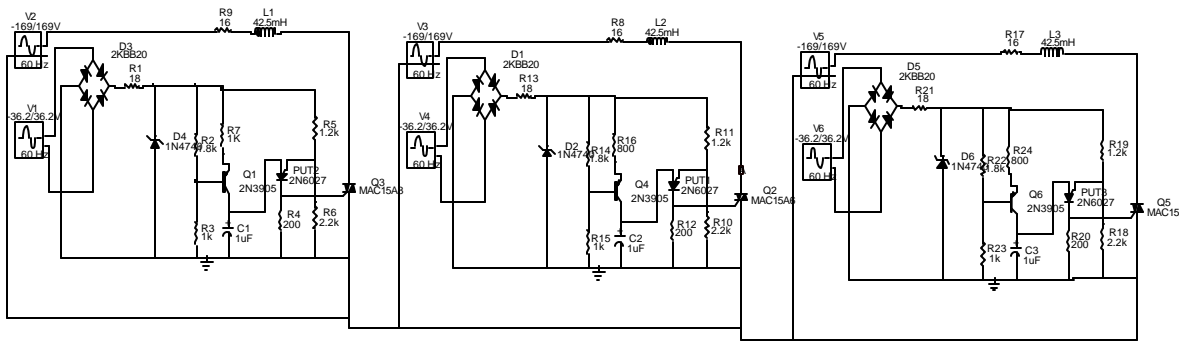 V2
-169/169V
60 Hz
R9
16
L1
42.5mH
D3
2KBB20
R1
18
V1
-36.2/36.2V
60 Hz
D4
1N4740
R2
1.8k
R7
1K
R5
1.2k
Q1
2N3905
PUT2
2N6027
Q3
R3
1k
C1
1uF
R4
200
R6
2.2k
V3
-169/169V
60 Hz
R8
16
L2
42.5mH
D1
2KBB20
R13
18
V4
-36.2/36.2V
60 Hz
D2
1N4740
R14
1.8k
R16
800
R11
1.2k
Q4
2N3905
PUT1
2N6027
Q2
MAC15A6
R15
1k
C2
1uF
R12
200
R10
2.2k
V5
-169/169V
60 Hz
R17
16
L3
42.5mH
D5
2KBB20
R21
18
V6
-36.2/36.2V
60 Hz
D6
1N4740
R22
1.8k
R24
800
R19
1.2k
Q6
2N3905
PUT3
2N6027
Q5
MAC15
R23
1k
C3
1uF
R20
200
R18
2.2k